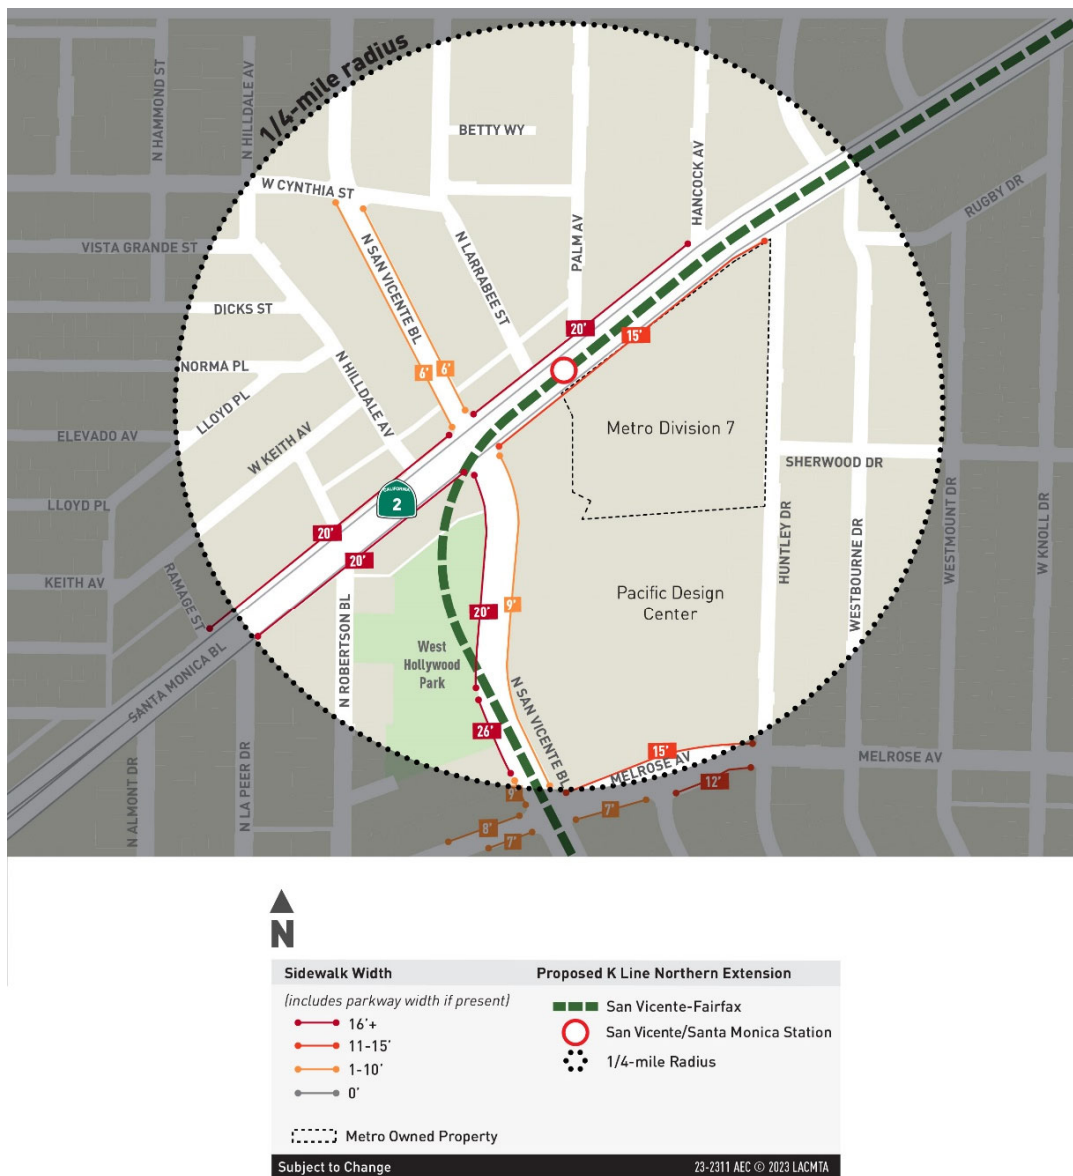 1/4-mile radius
N HAMMOND ST
N HILLDALE AV
BETTY WY
W CYNTHIA ST
HANCOCK AV
RUGBY DR
VISTA GRANDE ST
N SAN VICENTE BL
N LARRABEE ST
PALM AV
DICKS ST
20'
15'
NORMA PL
6'
6'
LLOYD PL
N HILLDALE AV
ELEVADO AV
W KEITH AV
Metro Division 7
SHERWOOD DR
LLOYD PL
CALIFORNIA
2
20'
20'
KEITH AV
RAMAGE ST
HUNTLEY DR
WESTBOURNE DR
WESTMOUNT DR
W KNOLL DR
Pacific Design
Center
20'
9'
N ROBERTSON BL
West
Hollywood
Park
SANTA MONICA BL
26'
N SAN VICENTE BL
15'
MELROSE AV
MELROSE AV
N ALMONT DR
N LA PEER DR
9'
12'
7'
8'
7'
N
Sidewalk Width
(includes parkway width if present)
16'+
11-15'
1-10'
0'
Metro Owned Property
Proposed K Line Northern Extension
San Vicente-Fairfax
San Vicente/Santa Monica Station
1/4-mile Radius
Subject to Change
23-2311 AEC © 2023 LACMTA